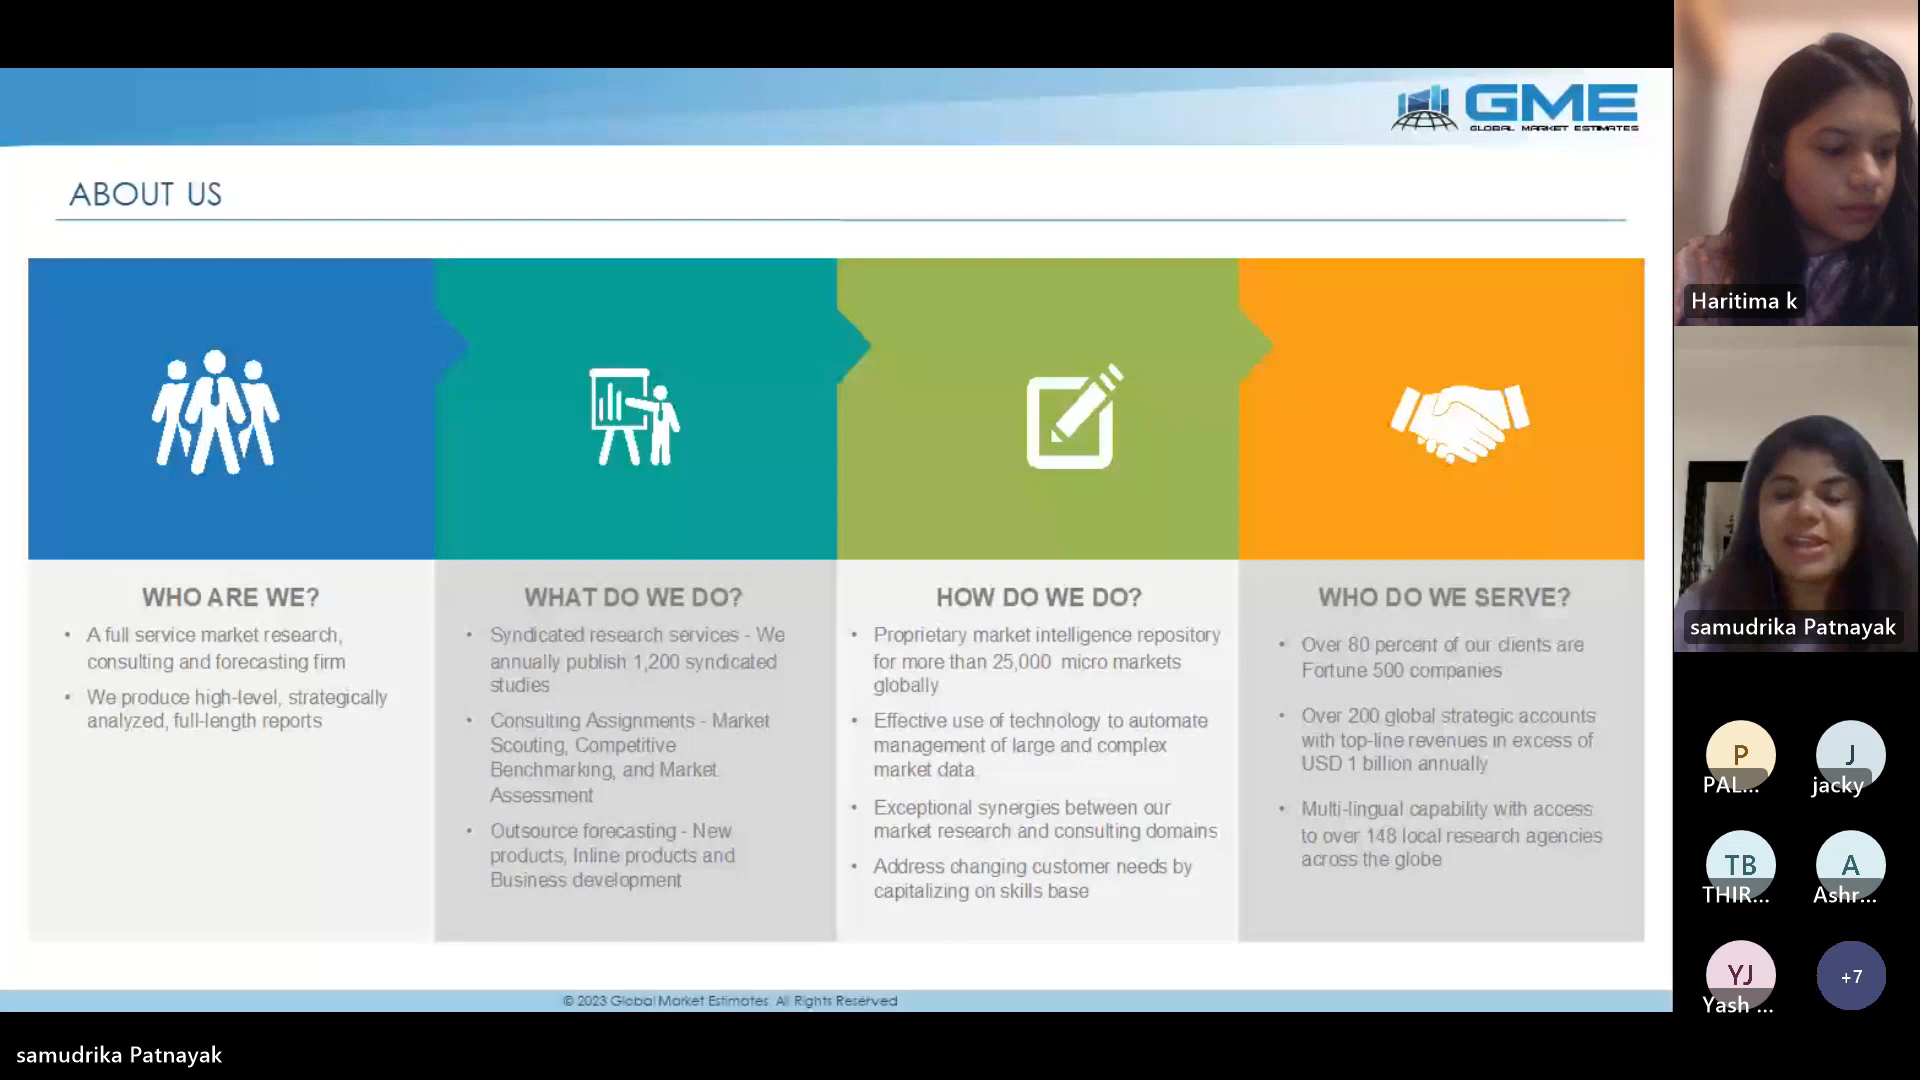 GME
GLOBAL MARKET ESTIMATES
ABOUT US
WHO ARE WE?
• A full service market research,
consulting and forecasting firm
• We produce high-level, strategically
analyzed, full-length reports
WHAT DO WE DO?
• Syndicated research services - We
annually publish 1,200 syndicated
studies
• Consulting Assignments - Market
Scouting, Competitive
Benchmarking, and Market
Assessment
• Outsource forecasting - New
products, Inline products and
Business development
HOW DO WE DO?
• Proprietary market intelligence repository
for more than 25,000 micro markets
globally
• Effective use of technology to automate
management of large and complex
market data
• Exceptional synergies between our
market research and consulting domains
• Address changing customer needs by
capitalizing on skills base
WHO DO WE SERVE?
• Over 80 percent of our clients are
Fortune 500 companies
• Over 200 global strategic accounts
with top-line revenues in excess of
USD 1 billion annually
• Multi-lingual capability with access
to over 148 local research agencies
across the globe
© 2023 Global Market Estimates. All Rights Reserved
samudrika Patnayak
Haritima k
samudrika Patnayak
P
PAL...
J
jacky
TB
THIR...
A
Ashr...
YJ
Yash ...
+7